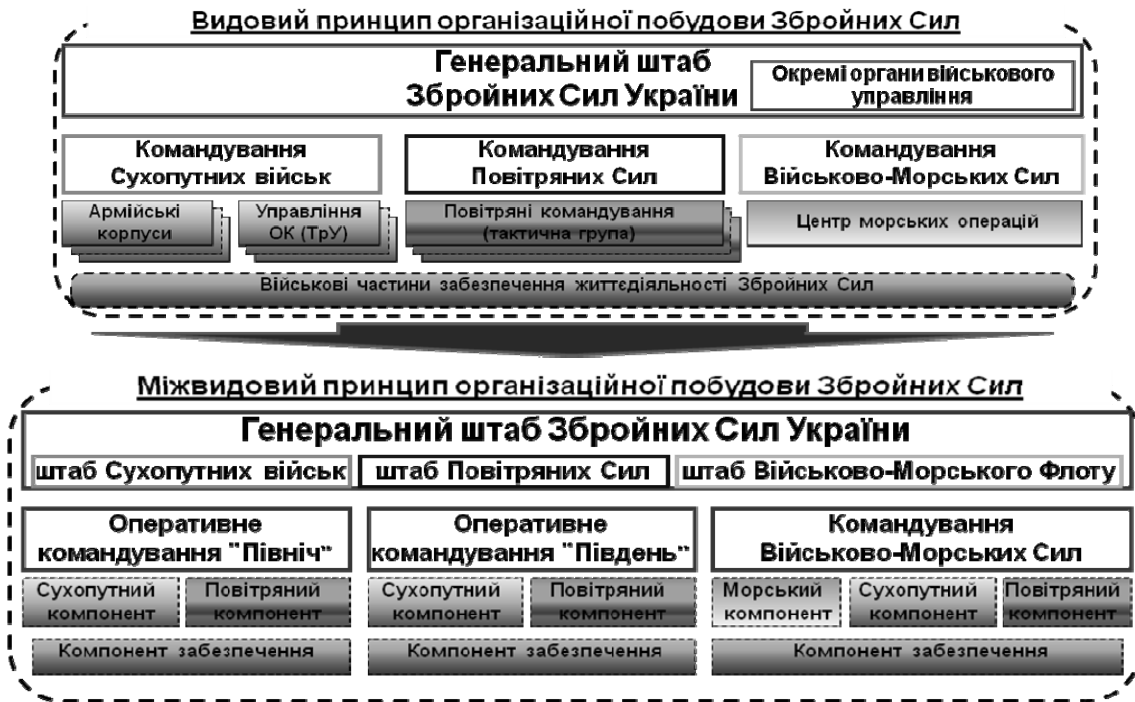 Видовий принцип організаційної побудови Збройних Сил
Генеральний штаб
Збройних Сил України
Окремі органи військового
управління
Командування
Сухопутних військ
Командування
Повітряних Сил
Командування
Військово-Морських Сил
Армійські
корпуси
Управління
ОК (ТрУ)
Повітряні командування
(тактична група)
Центр морських операцій
Військові частини забезпечення життєдіяльності Збройних Сил
Міжвидовий принцип організаційної побудови Збройних Сил
Генеральний штаб Збройних Сил України
штаб Сухопутних військ
штаб Повітряних Сил
штаб Військово-Морського Флоту
Оперативне
командування "Північ"
Оперативне
командування "Південь"
Командування
Військово-Морських Сил
Сухопутний
компонент
Повітряний
компонент
Сухопутний
компонент
Повітряний
компонент
Морський
компонент
Сухопутний
компонент
Повітряний
компонент
Компонент забезпечення
Компонент забезпечення
Компонент забезпечення